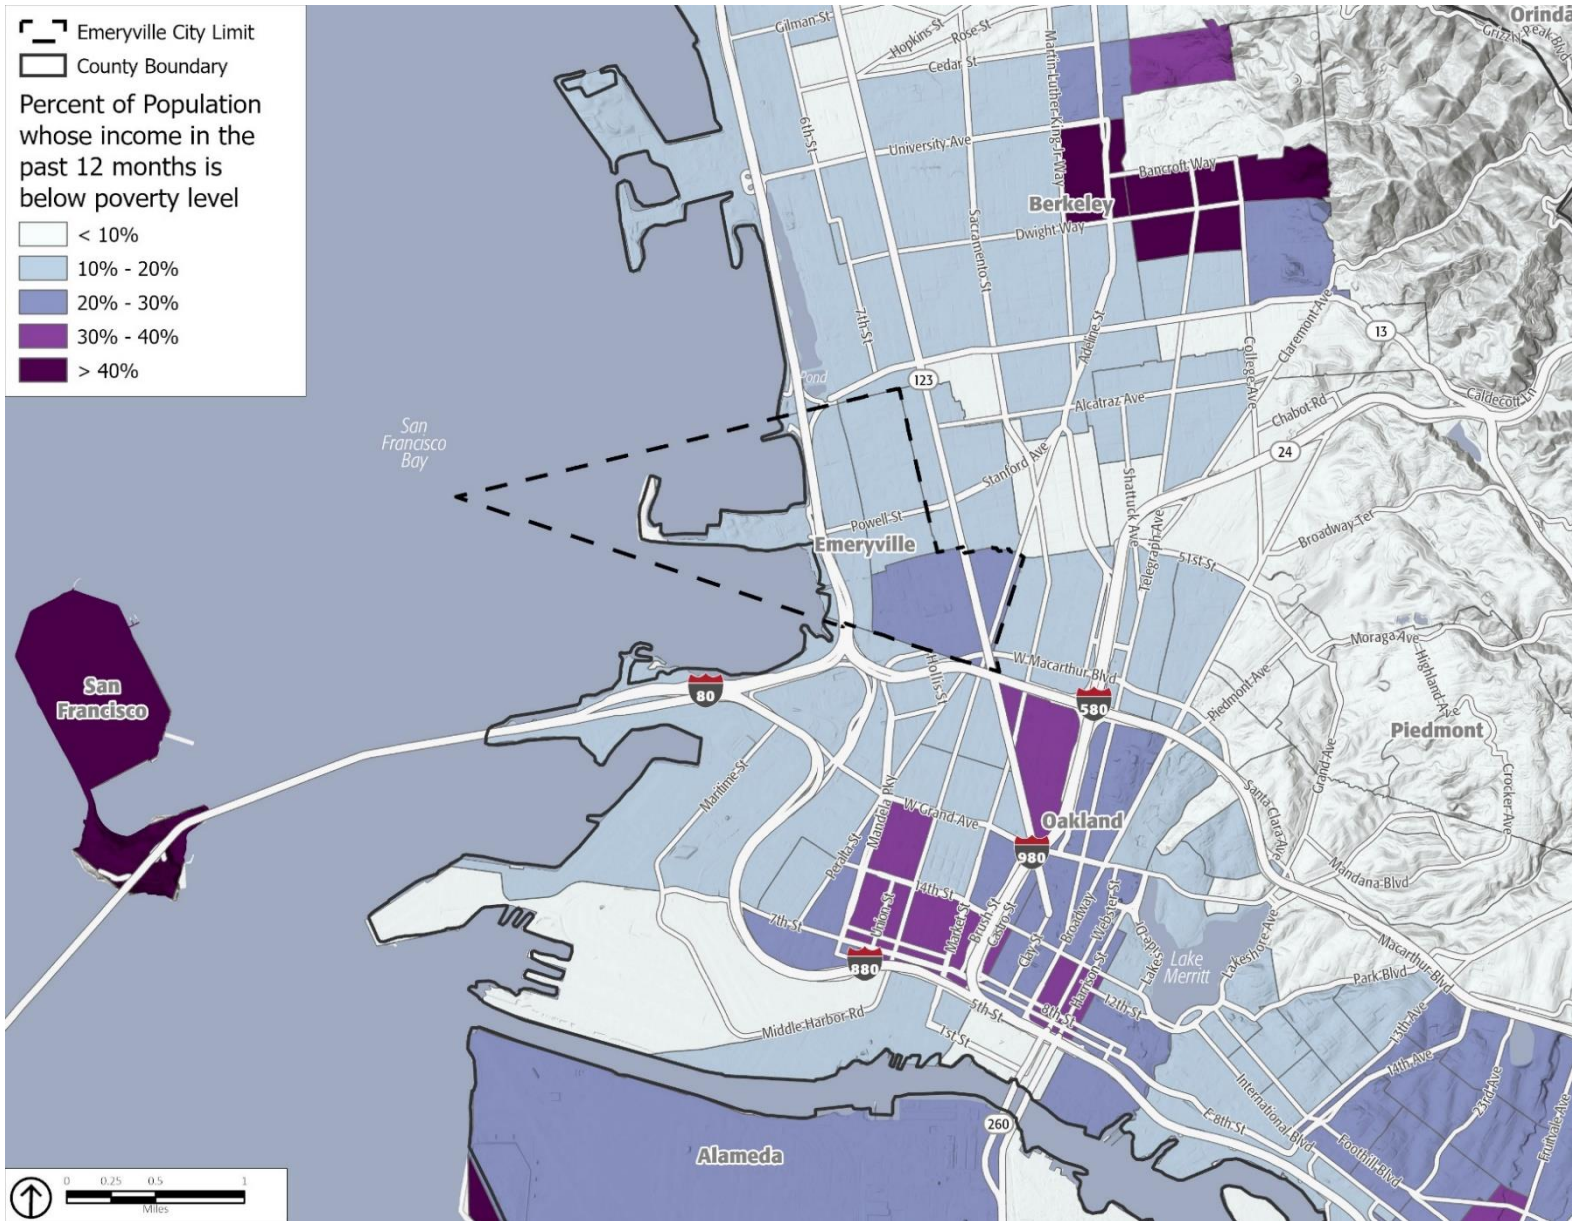 Emeryville City Limit
County Boundary
Percent of Population
whose income in the
past 12 months is
below poverty level
< 10%
10% - 20%
20% - 30%
30% - 40%
> 40%
Gilman St
Hopkins St
Rose St
Cedar St
Martin Luther King Jr Way
Orinda
Grizzly Peak Blvd
6th St
University Ave
Bancroft Way
Berkeley
Dwight Way
Sacramento St
7th St
Adeline St
College Ave
Claremont Ave
13
Pond
123
Alcatraz Ave
Chabot Rd
Caldecott Ln
San
Francisco
Bay
24
Stanford Ave
Shattuck Ave
Telegraph Ave
Powell St
Emeryville
Broadway Ter
51st St
Moraga Ave
Highland Ave
San
Francisco
80
Hollis St
W Macarthur Blvd
580
Piedmont Ave
Piedmont
Grand Ave
Crocker Ave
Maritime St
Mandela Pky
W Grand Ave
Oakland
Santa Clara Ave
980
Peralta St
Mandana Blvd
14th St
7th St
Union St
Market St
Brush St
Castro St
Clay St
Broadway
Webster St
Harrison St
Lakeside Dr
Lake
Merritt
Lakeshore Ave
Macarthur Blvd
Park Blvd
880
12th St
8th St
5th St
Middle Harbor Rd
1st St
13th Ave
14th Ave
23rd Ave
Fruitvale Ave
International Blvd
E 8th St
Foothill Blvd
260
Alameda
0 0.25 0.5 1
Miles